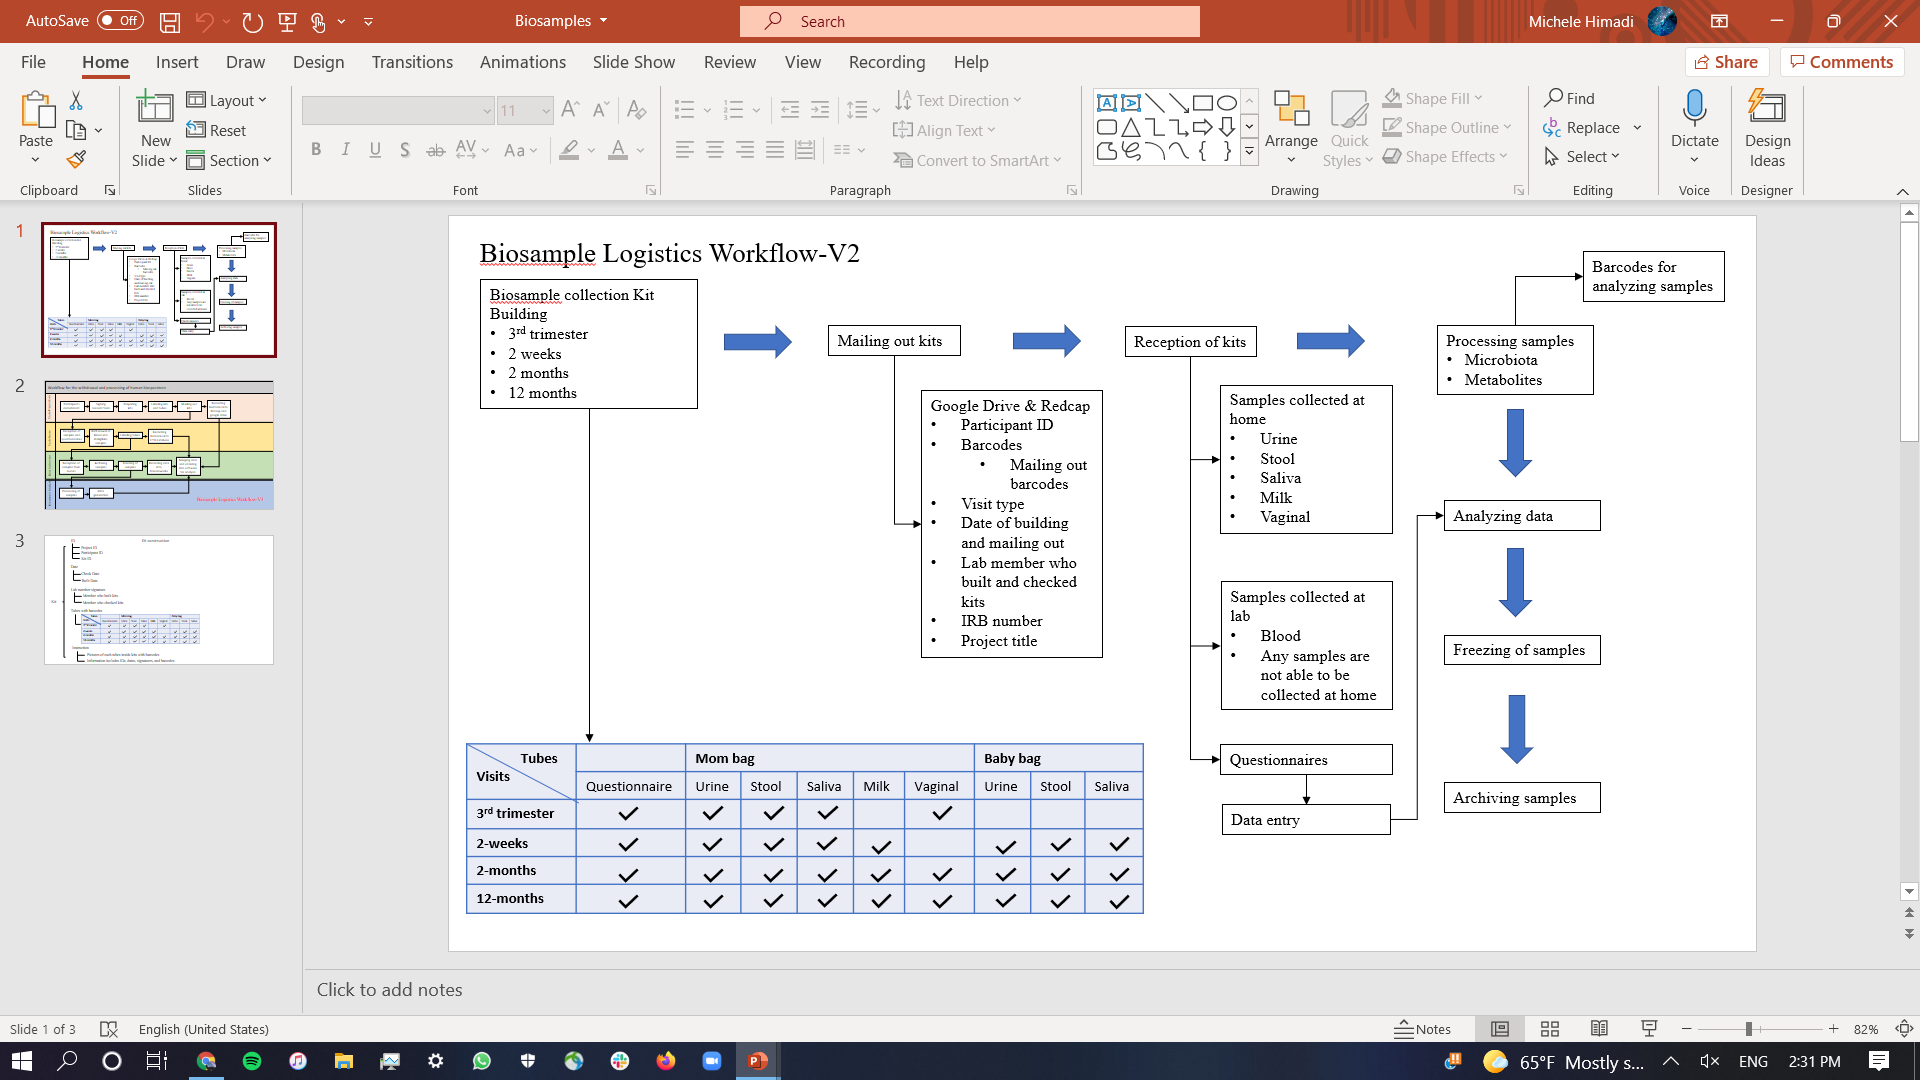 AutoSave Off
Biosamples
Search
Michele Himadi
File Home Insert Draw Design Transitions Animations Slide Show Review View Recording Help
Share Comments
Paste
New Slide
Layout
Reset
Section
11
B I U S ab AV Aa A
Text Direction
Align Text
Convert to SmartArt
Arrange
Quick Styles
Shape Fill
Shape Outline
Shape Effects
Find
Replace
Select
Dictate
Design Ideas
Clipboard Slides Font Paragraph Drawing Editing Voice Designer
1
2
3
Biosample Logistics Workflow-V2
Biosample collection Kit
Building
• 3rd trimester
• 2 weeks
• 2 months
• 12 months
Mailing out kits
Google Drive & Redcap
• Participant ID
• Barcodes
• Mailing out
barcodes
• Visit type
• Date of building
and mailing out
• Lab member who
built and checked
kits
• IRB number
• Project title
Reception of kits
Samples collected at
home
• Urine
• Stool
• Saliva
• Milk
• Vaginal
Samples collected at
lab
• Blood
• Any samples are
not able to be
collected at home
Questionnaires
Data entry
Barcodes for
analyzing samples
Processing samples
• Microbiota
• Metabolites
Analyzing data
Freezing of samples
Archiving samples
Tubes
Visits
Mom bag Baby bag
Questionnaire Urine Stool Saliva Milk Vaginal Urine Stool Saliva
3rd trimester ✓ ✓ ✓ ✓ ✓
2-weeks ✓ ✓ ✓ ✓ ✓ ✓ ✓ ✓
2-months ✓ ✓ ✓ ✓ ✓ ✓ ✓ ✓ ✓
12-months ✓ ✓ ✓ ✓ ✓ ✓ ✓ ✓ ✓
Click to add notes
Slide 1 of 3 English (United States)
Notes
82%
65°F Mostly s...
ENG
2:31 PM